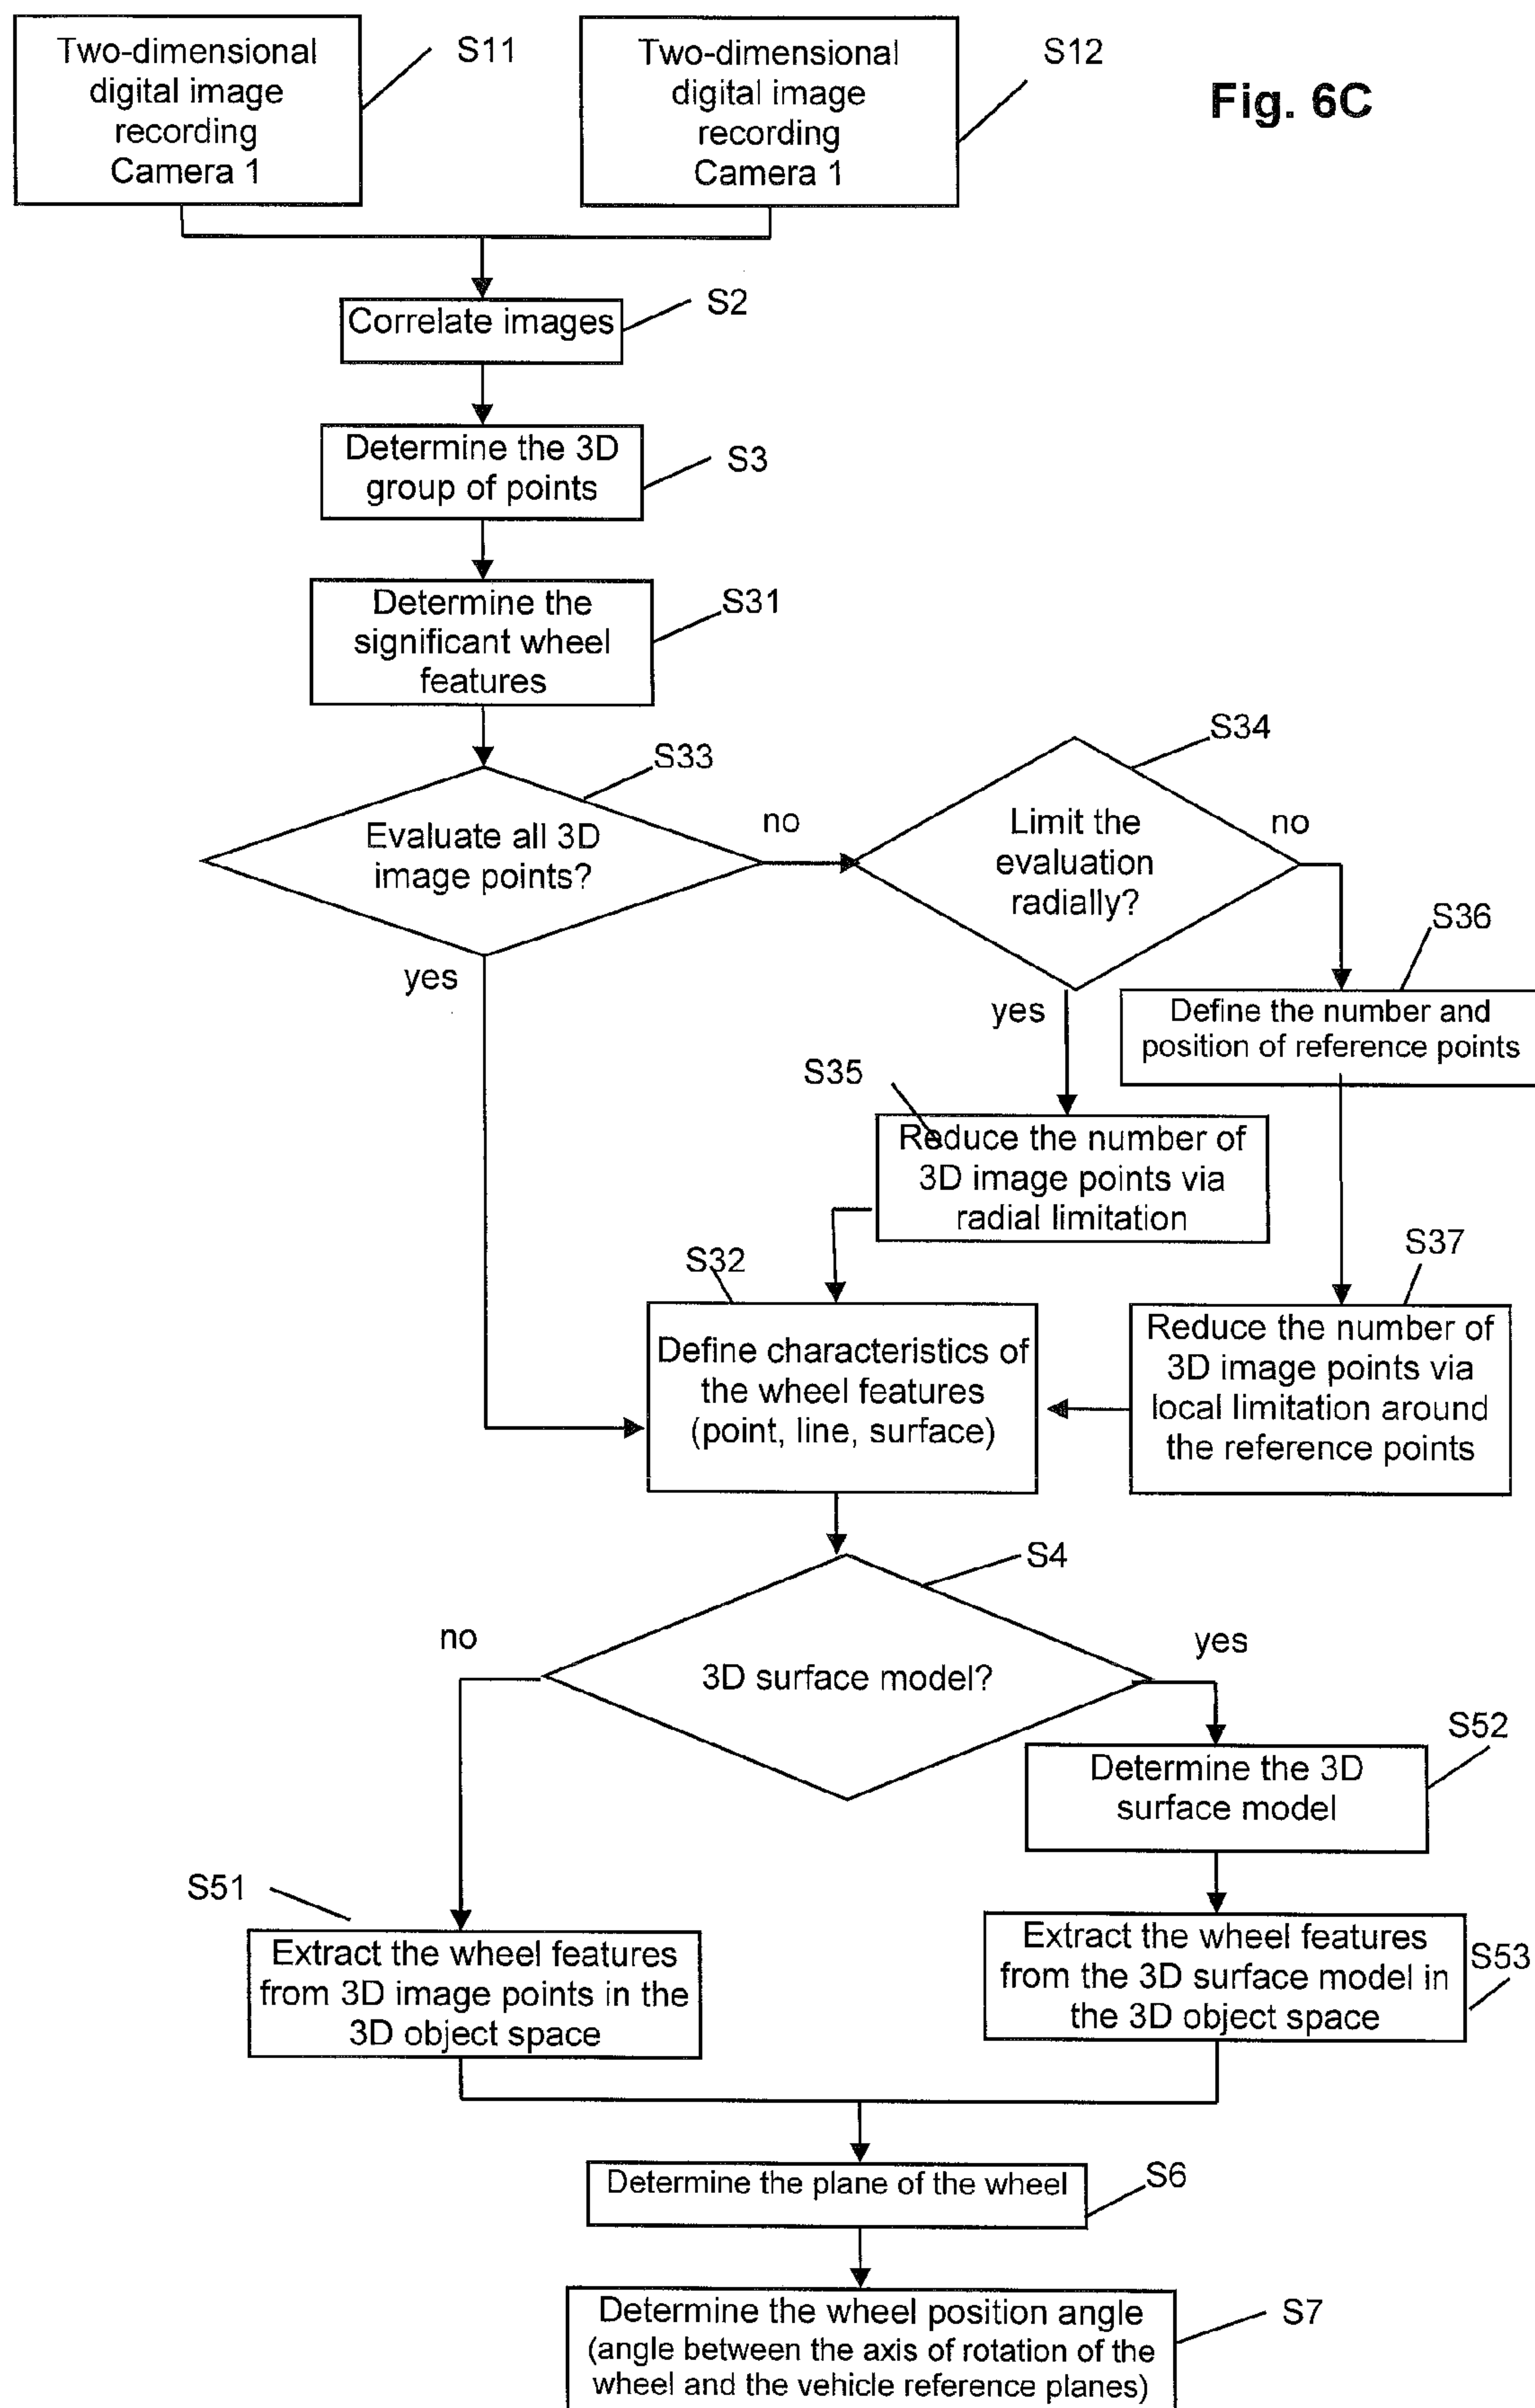 Two-dimensional
digital image
recording
Camera 1
S11
Two-dimensional
digital image
recording
Camera 1
S12
Fig. 6C
Correlate images
S2
Determine the 3D
group of points
S3
Determine the
significant wheel
features
S31
S33
Evaluate all 3D
image points?
no
yes
S34
Limit the
evaluation
radially?
no
yes
S36
Define the number and
position of reference points
S35
Reduce the number of
3D image points via
radial limitation
S37
Reduce the number of
3D image points via
local limitation around
the reference points
S32
Define characteristics of
the wheel features
(point, line, surface)
S4
3D surface model?
no
yes
S52
Determine the 3D
surface model
S51
Extract the wheel features
from 3D image points in the
3D object space
Extract the wheel features
from the 3D surface model in
the 3D object space
S53
Determine the plane of the wheel
S6
Determine the wheel position angle
(angle between the axis of rotation of the
wheel and the vehicle reference planes)
S7